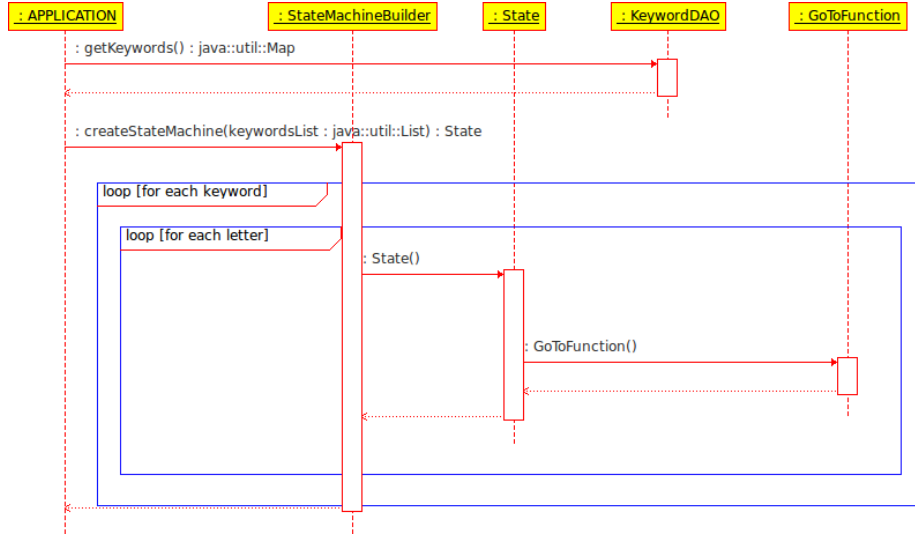 : APPLICATION
: StateMachineBuilder
: State
: KeywordDAO
: GoToFunction
: getKeywords() : java::util::Map
: createStateMachine(keywordsList : java::util::List) : State
loop [for each keyword]
loop [for each letter]
: State()
: GoToFunction()